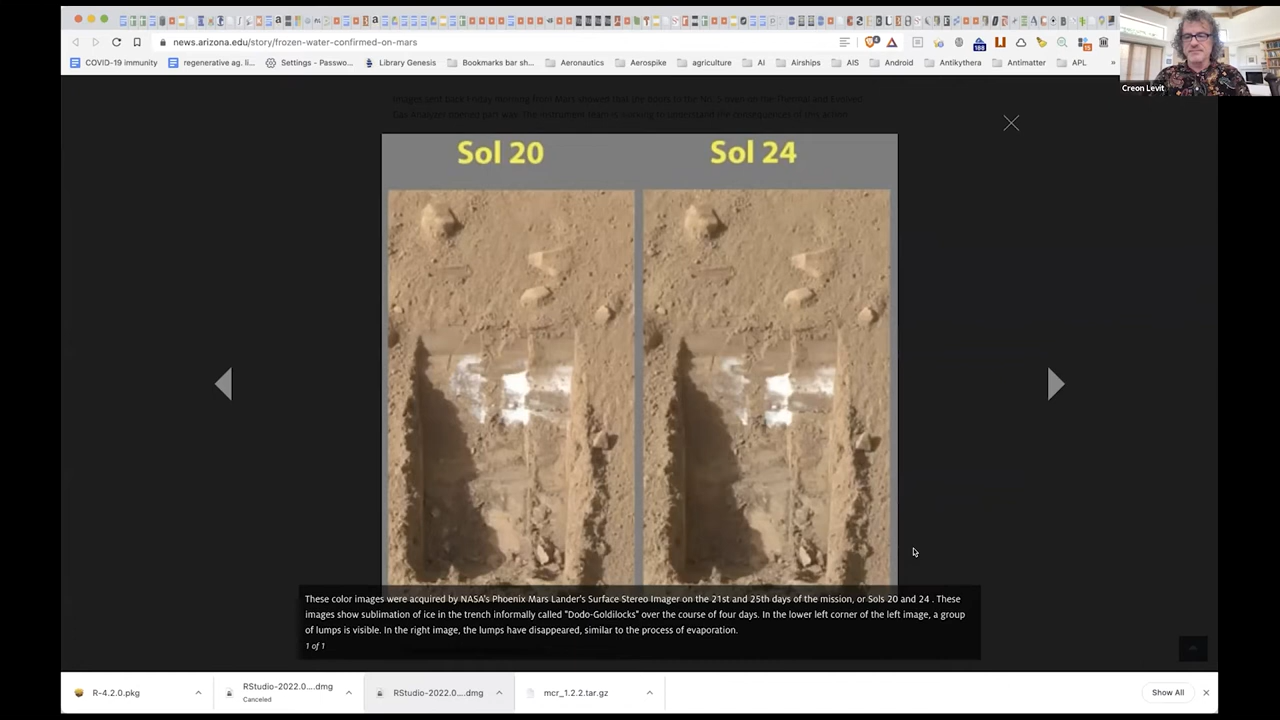 news.arizona.edu/story/frozen-water-confirmed-on-mars
188
15
COVID-19 immunity
regenerative ag. li...
Settings - Passwo...
Library Genesis
Bookmarks bar sh...
Aeronautics
Aerospike
agriculture
AI
Airships
AIS
Android
Antikythera
Antimatter
APL
»
Creon Levit
Sol 20
Sol 24
These color images were acquired by NASA's Phoenix Mars Lander's Surface Stereo Imager on the 21st and 25th days of the mission, or Sols 20 and 24 . These
images show sublimation of ice in the trench informally called "Dodo-Goldilocks" over the course of four days. In the lower left corner of the left image, a group
of lumps is visible. In the right image, the lumps have disappeared, similar to the process of evaporation.
1 of 1
R-4.2.0.pkg
RStudio-2022.0....dmg
Canceled
RStudio-2022.0....dmg
mcr_1.2.2.tar.gz
Show All